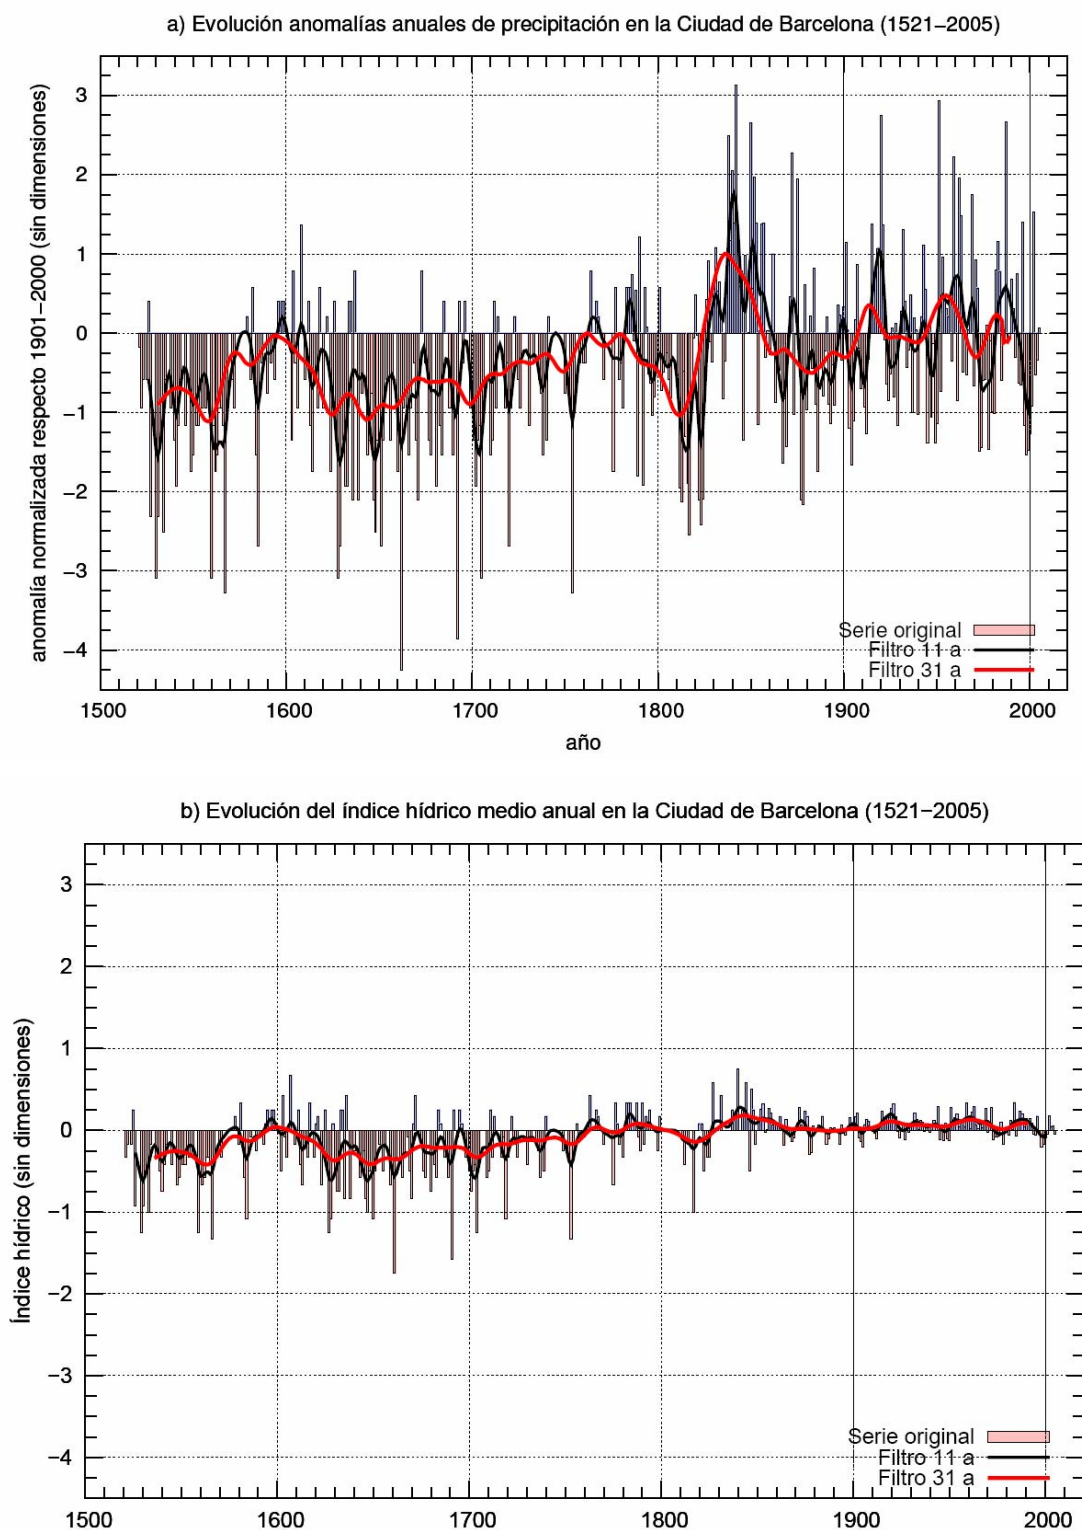 a) Evolución anomalías anuales de precipitación en la Ciudad de Barcelona (1521−2005)
anomalía normalizada respecto 1901−2000 (sin dimensiones)
3
2
1
0
−1
−2
−3
−4
Serie original
Filtro 11 a
Filtro 31 a
1500 1600 1700 1800 1900 2000
año
b) Evolución del índice hídrico medio anual en la Ciudad de Barcelona (1521−2005)
Índice hídrico (sin dimensiones)
3
2
1
0
−1
−2
−3
−4
Serie original
Filtro 11 a
Filtro 31 a
1500 1600 1700 1800 1900 2000